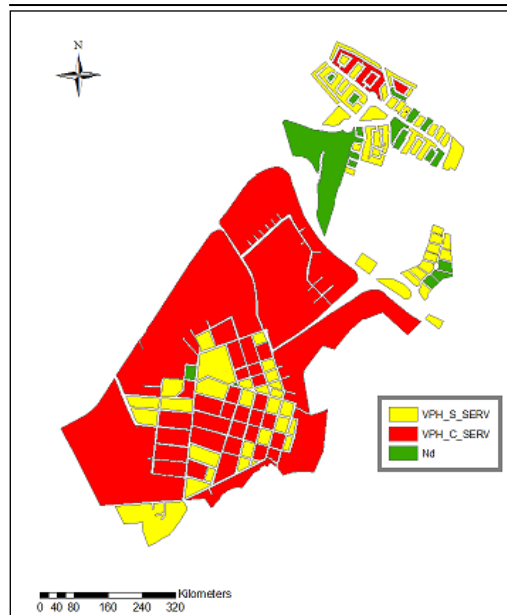 N
VPH_S_SERV
VPH_C_SERV
Nd
Kilometers
0 40 80 160 240 320